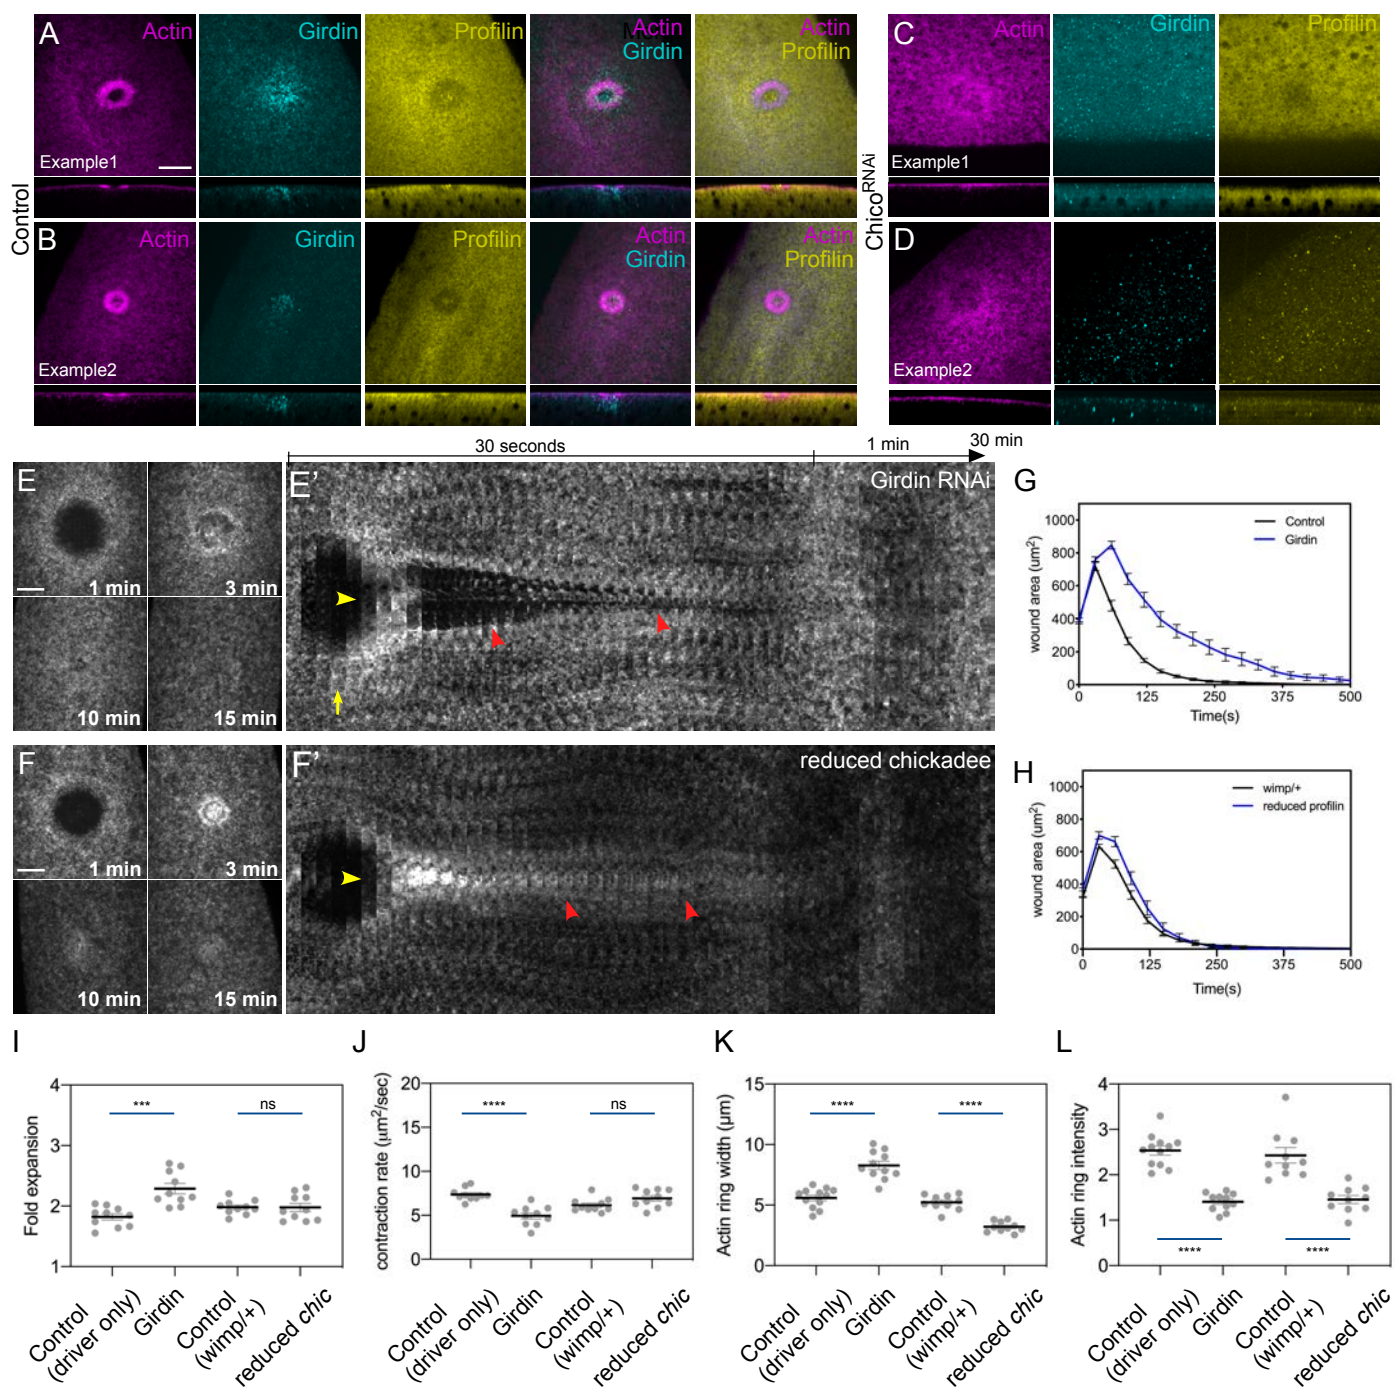 A
Actin
Girdin
Profilin
Actin
Girdin
Actin
Profilin
Example1
Control
B
Actin
Girdin
Profilin
Actin
Girdin
Actin
Profilin
Example2
C
Actin
Girdin
Profilin
Example1
Chico RNAi
D
Example2
30 seconds
1 min
30 min
E
1 min
3 min
10 min
15 min
E'
Girdin RNAi
F
1 min
3 min
10 min
15 min
F'
reduced chickadee
G
wound area (um²)
1000
800
600
400
200
0
Control
Girdin
0 125 250 375 500
Time(s)
H
wound area (um²)
1000
800
600
400
200
0
wimp/+
reduced profilin
0 125 250 375 500
Time(s)
I
Fold expansion
4
3
2
1
***
ns
Control
(driver only)
Girdin
Control
(wimp/+)
reduced chic
J
contraction rate (µm²/sec)
20
15
10
5
0
****
ns
Control
(driver only)
Girdin
Control
(wimp/+)
reduced chic
K
Actin ring width (µm)
15
10
5
0
****
****
Control
(driver only)
Girdin
Control
(wimp/+)
reduced chic
L
Actin ring intensity
4
3
2
1
0
****
****
Control
(driver only)
Girdin
Control
(wimp/+)
reduced chic